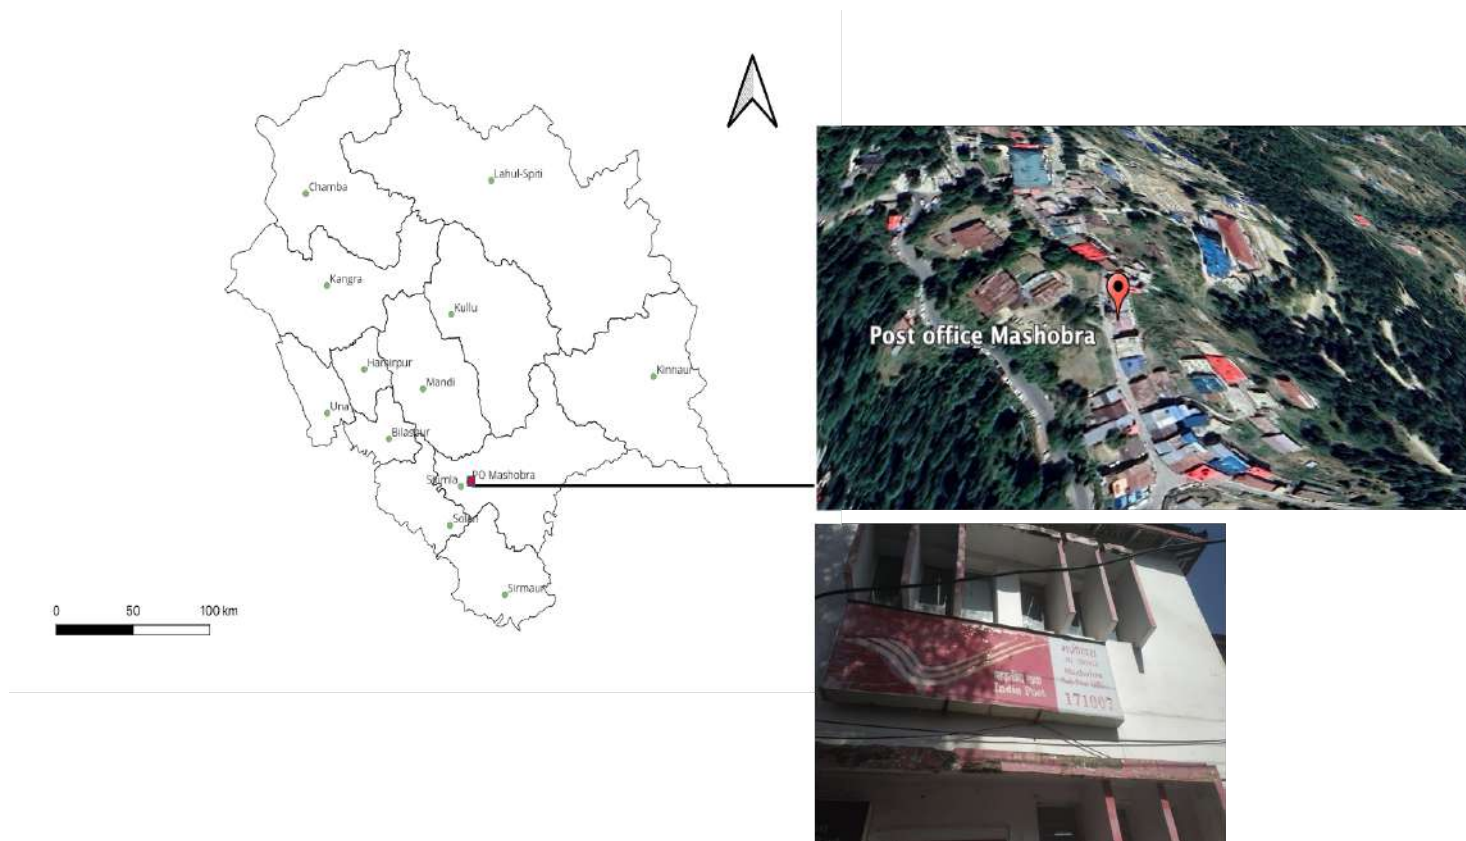 Chamba
Lahul-Spiti
Kangra
Kullu
Hamirpur
Mandi
Kinnaur
Una
Bilaspur
PO Mashobra
Shimla
Solan
Sirmaur
0 50 100 km
Post office Mashobra
India Post
171007